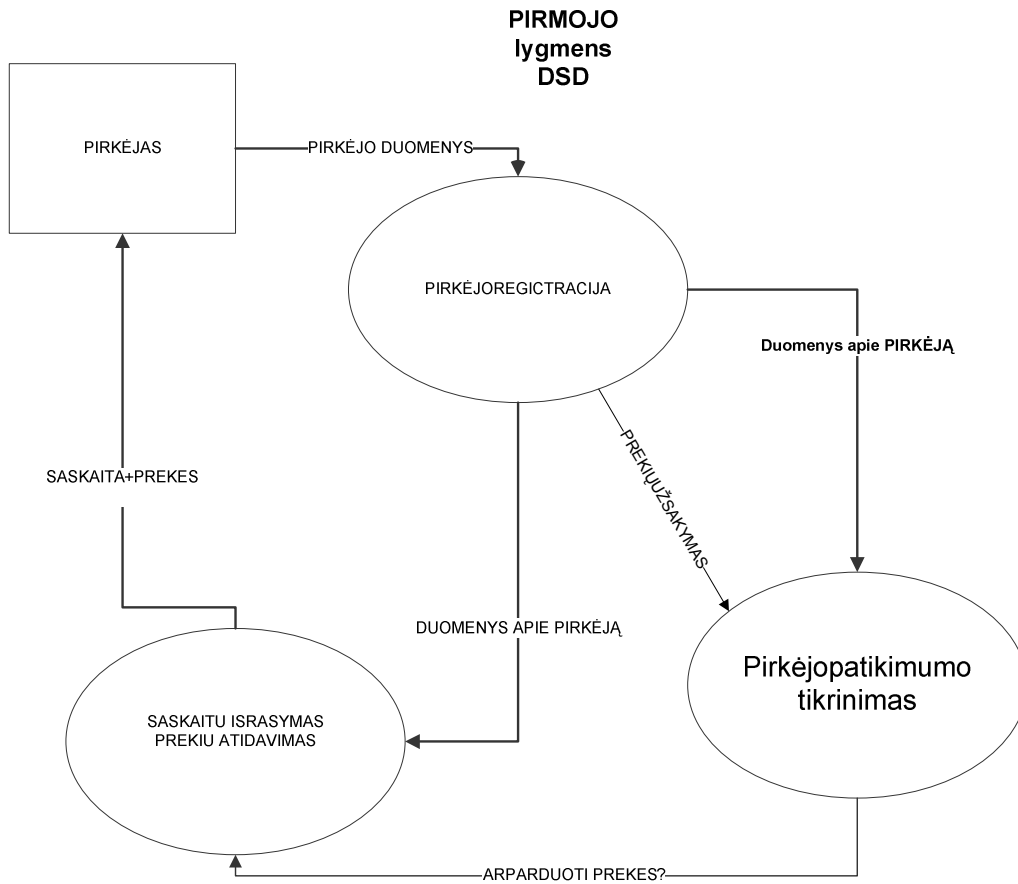 PIRMOJO
lygmens
DSD
PIRKĖJAS
PIRKĖJO DUOMENYS
PIRKĖJOREGICTRACIJA
Duomenys apie PIRKĖJĄ
PREKIŲUŽSAKYMAS
SASKAITA+PREKES
DUOMENYS APIE PIRKĖJĄ
Pirkėjopatikimumo
tikrinimas
SASKAITU ISRASYMAS
PREKIU ATIDAVIMAS
ARPARDUOTI PREKES?